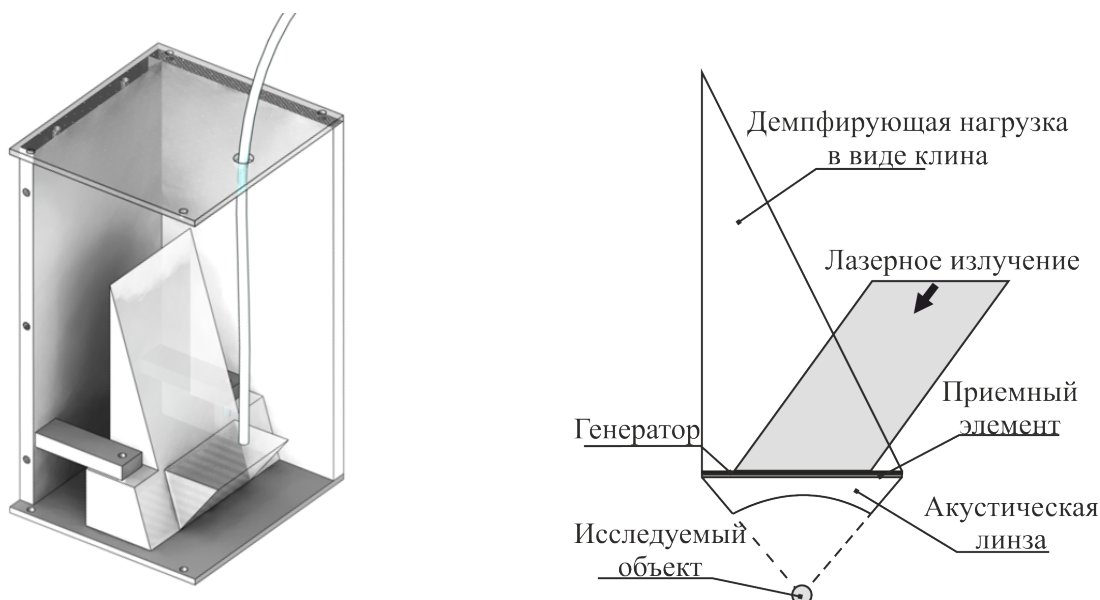 Демпфирующая нагрузка
в виде клина
Лазерное излучение
Приемный
элемент
Генератор
Акустическая
линза
Исследуемый
объект